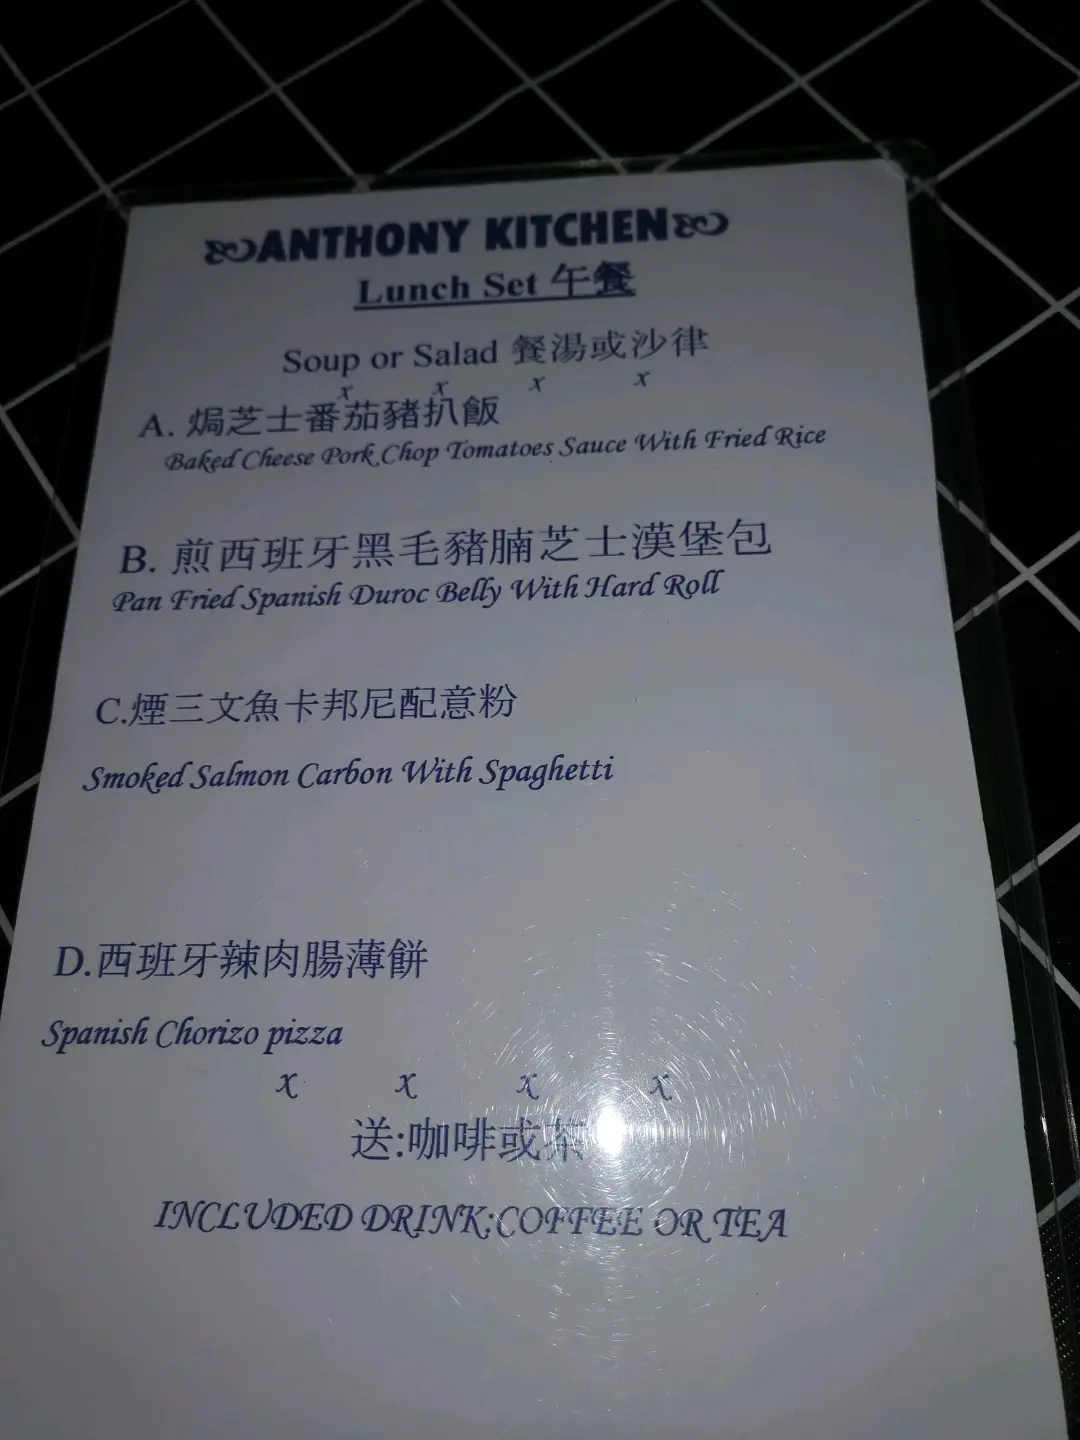 ANTHONY KITCHEN
Lunch Set 午餐
Soup or Salad 餐湯或沙律
x x x x
A. 焗芝士番茄豬扒飯
Baked Cheese Pork Chop Tomatoes Sauce With Fried Rice
B. 煎西班牙黑毛豬腩芝士漢堡包
Pan Fried Spanish Duroc Belly With Hard Roll
C.煙三文魚卡邦尼配意粉
Smoked Salmon Carbon With Spaghetti
D.西班牙辣肉腸薄餅
Spanish Chorizo pizza
x x x x
送:咖啡或茶
INCLUDED DRINK:COFFEE OR TEA